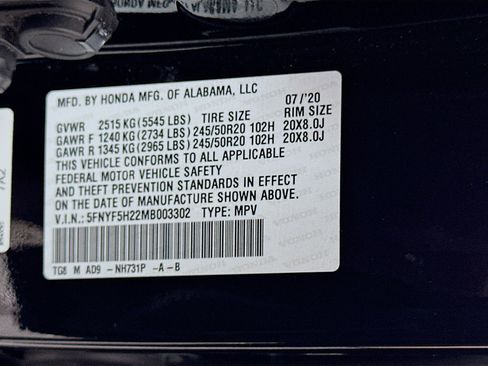 MFD. BY HONDA MFG. OF ALABAMA, LLC 07/'20
GVWR 2515 KG (5545 LBS) TIRE SIZE RIM SIZE
GAWR F 1240 KG (2734 LBS) 245/50R20 102H 20X8.0J
GAWR R 1345 KG (2965 LBS) 245/50R20 102H 20X8.0J
THIS VEHICLE CONFORMS TO ALL APPLICABLE
FEDERAL MOTOR VEHICLE SAFETY
AND THEFT PREVENTION STANDARDS IN EFFECT
ON THE DATE OF MANUFACTURE SHOWN ABOVE.
V.I.N.: 5FNYF5H22MB003302 TYPE: MPV
TG8 M AD9 -NH731P -A-B